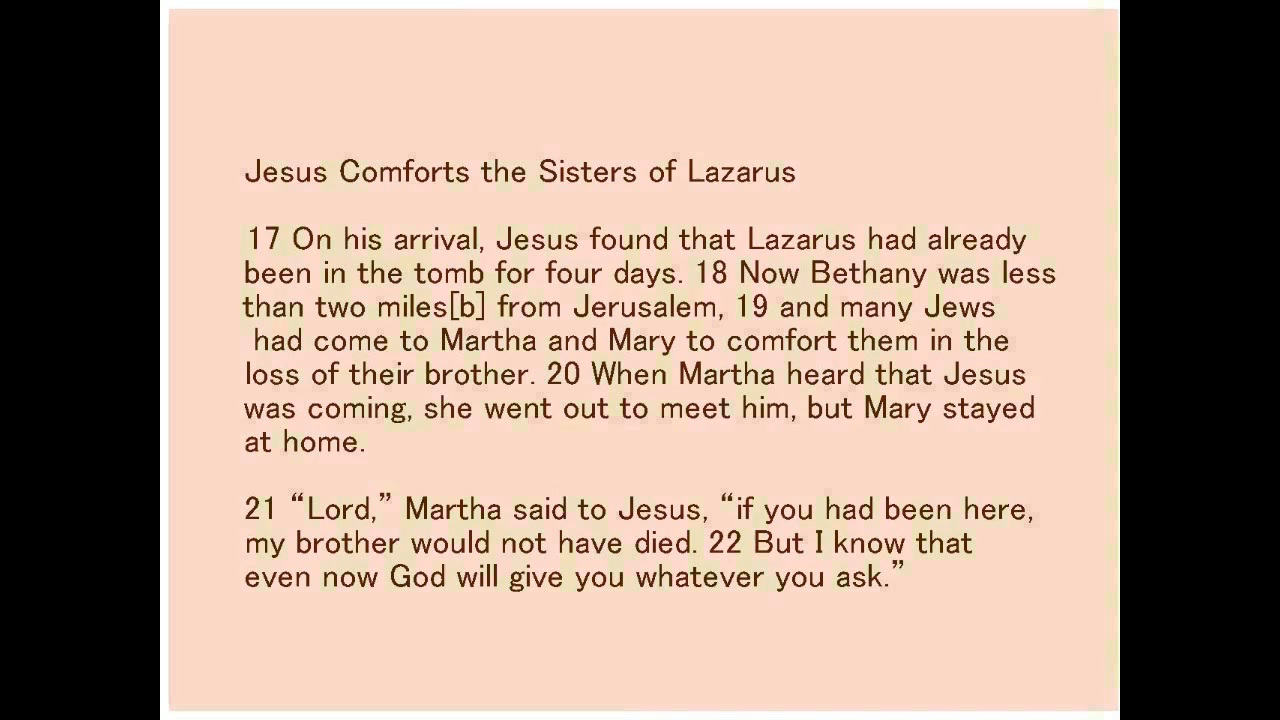 Jesus Comforts the Sisters of Lazarus
17 On his arrival, Jesus found that Lazarus had already
been in the tomb for four days. 18 Now Bethany was less
than two miles[b] from Jerusalem, 19 and many Jews
had come to Martha and Mary to comfort them in the
loss of their brother. 20 When Martha heard that Jesus
was coming, she went out to meet him, but Mary stayed
at home.
21 “Lord,” Martha said to Jesus, “if you had been here,
my brother would not have died. 22 But I know that
even now God will give you whatever you ask.”